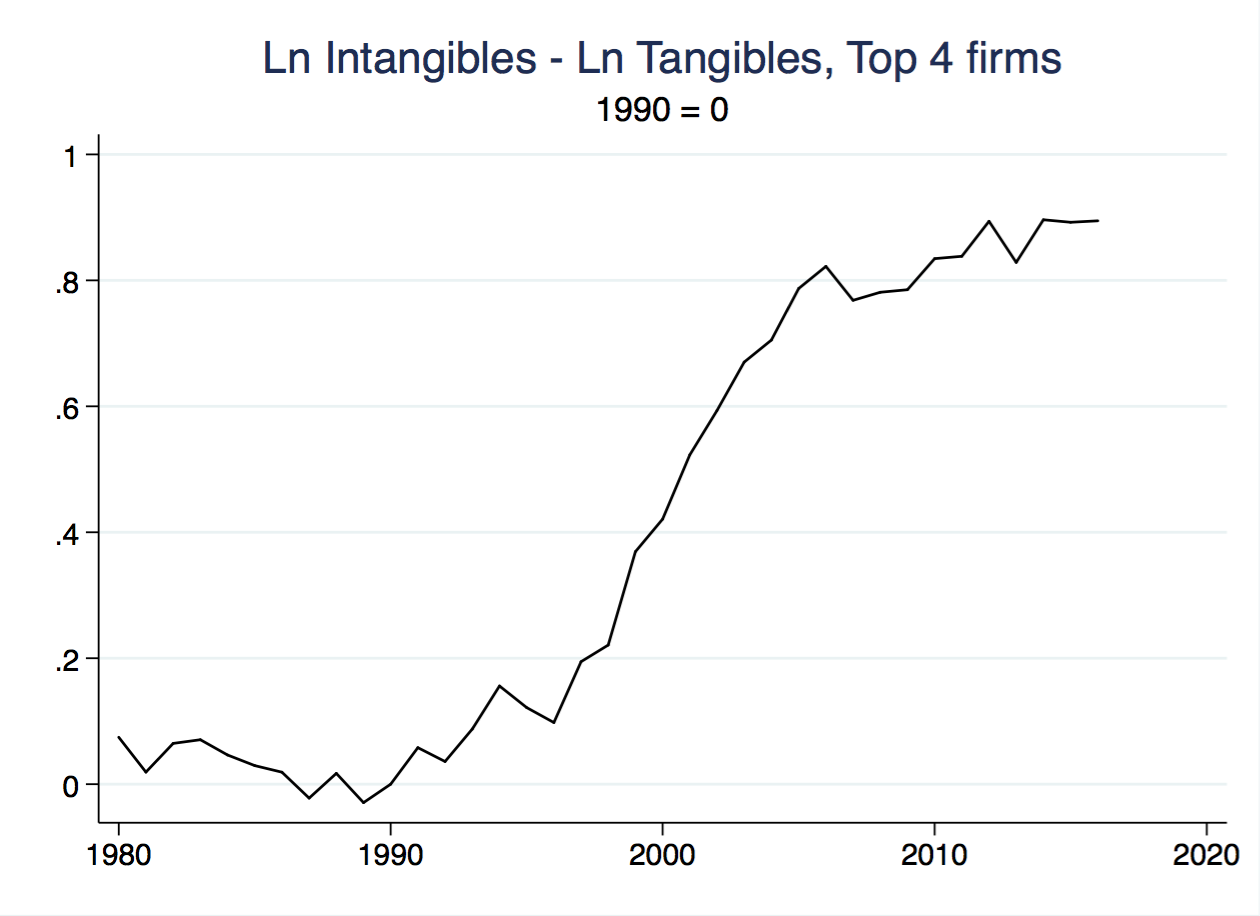 Ln Intangibles - Ln Tangibles, Top 4 firms
1990 = 0
1
.8
.6
.4
.2
0
1980 1990 2000 2010 2020